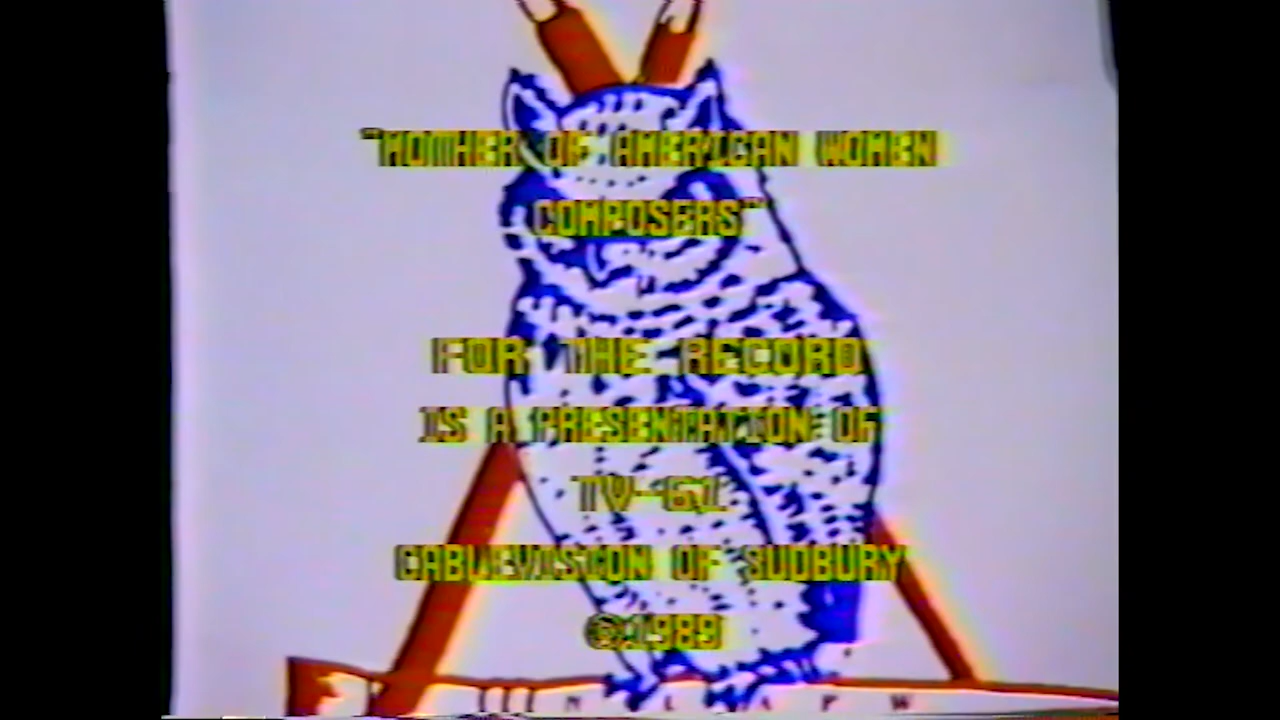 "MOTHER OF AMERICAN WOMEN
COMPOSERS"
FOR THE RECORD
IS A PRESENTATION OF
TV-61
CABLEVISION OF SUDBURY
©1989
N L A P W